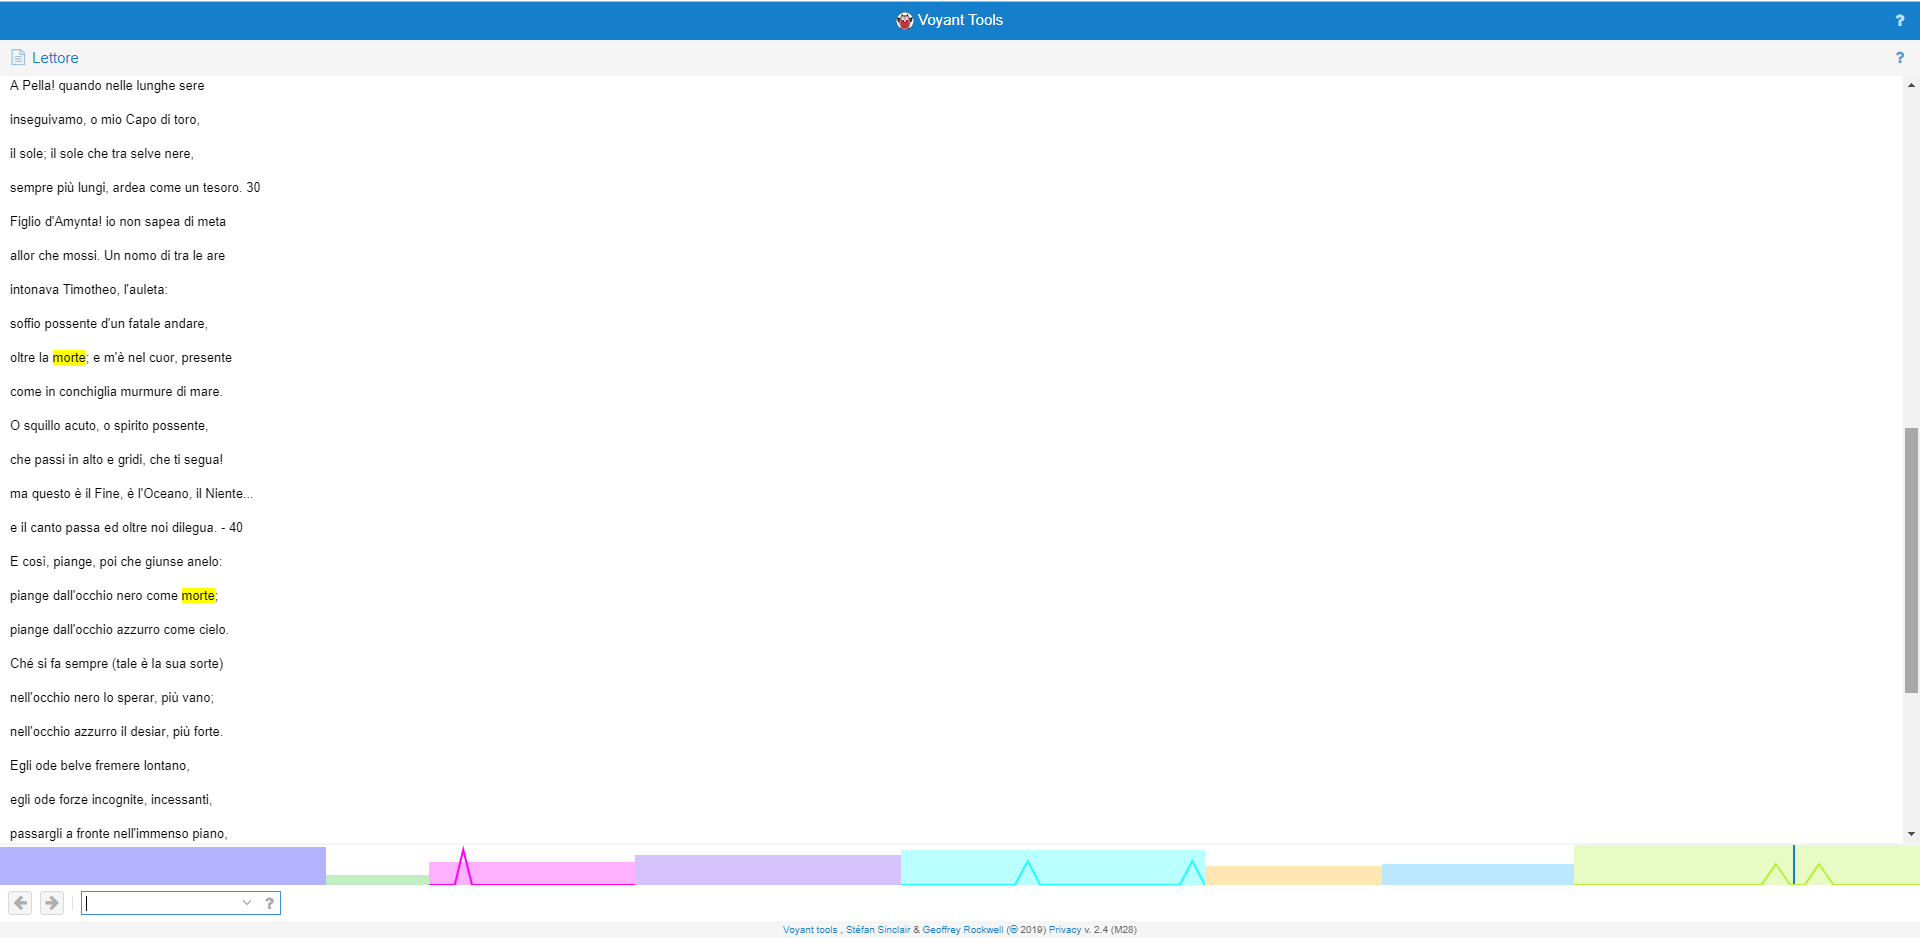 Voyant Tools
?
Lettore
?
A Pella! quando nelle lunghe sere
inseguivamo, o mio Capo di toro,
il sole; il sole che tra selve nere,
sempre più lungi, ardea come un tesoro. 30
Figlio d'Amynta! io non sapea di meta
allor che mossi. Un nomo di tra le are
intonava Timotheo, l'auleta:
soffio possente d'un fatale andare,
oltre la morte; e m'è nel cuor, presente
come in conchiglia murmure di mare.
O squillo acuto, o spirito possente,
che passi in alto e gridi, che ti segua!
ma questo è il Fine, è l'Oceano, il Niente...
e il canto passa ed oltre noi dilegua. - 40
E così, piange, poi che giunse anelo:
piange dall'occhio nero come morte;
piange dall'occhio azzurro come cielo.
Ché si fa sempre (tale è la sua sorte)
nell'occhio nero lo sperar, più vano;
nell'occhio azzurro il desiar, più forte.
Egli ode belve fremere lontano,
egli ode forze incognite, incessanti,
passargli a fronte nell'immenso piano,
?
Voyant tools , Stéfan Sinclair & Geoffrey Rockwell (© 2019) Privacy v. 2.4 (M28)